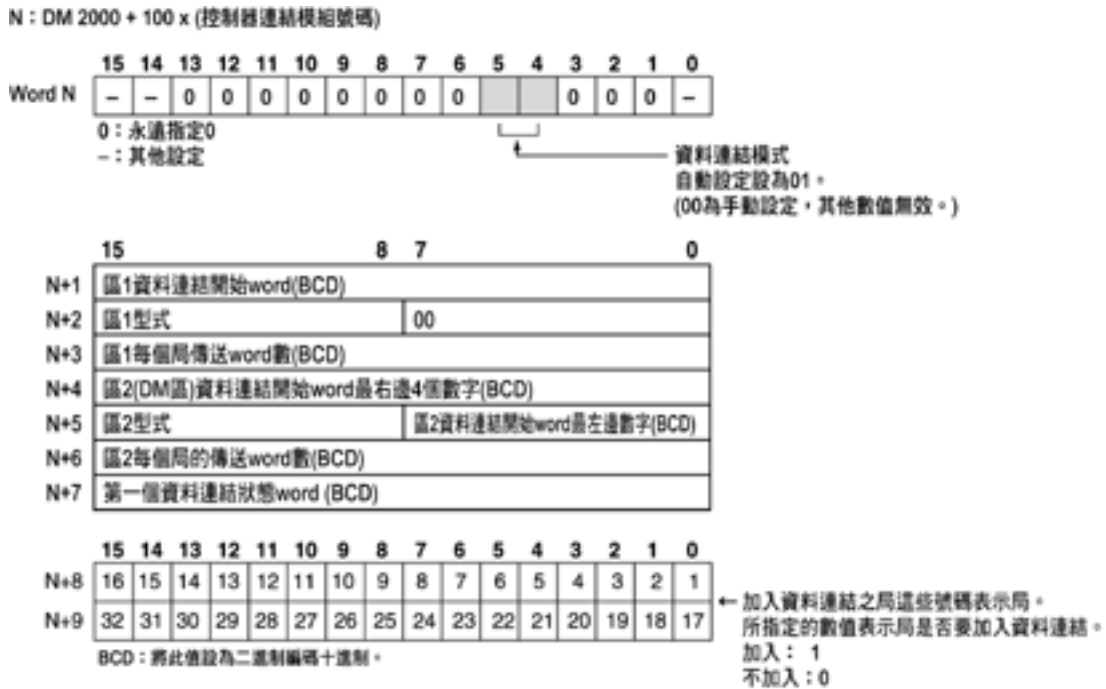 N：DM 2000 + 100 x (控制器連結模組號碼)
15 14 13 12 11 10 9 8 7 6 5 4 3 2 1 0
Word N – – 0 0 0 0 0 0 0 0 0 0 0 –
0：永遠指定0
–：其他設定
資料連結模式
自動設定設為01。
(00為手動設定，其他數值無效。)
15 8 7 0
N+1 區1資料連結開始word(BCD)
N+2 區1型式 00
N+3 區1每個局傳送word數(BCD)
N+4 區2(DM區)資料連結開始word最右邊4個數字(BCD)
N+5 區2型式 區2資料連結開始word最左邊數字(BCD)
N+6 區2每個局的傳送word數(BCD)
N+7 第一個資料連結狀態word (BCD)
15 14 13 12 11 10 9 8 7 6 5 4 3 2 1 0
N+8 16 15 14 13 12 11 10 9 8 7 6 5 4 3 2 1
N+9 32 31 30 29 28 27 26 25 24 23 22 21 20 19 18 17
加入資料連結之局這些號碼表示局。
所指定的數值表示局是否要加入資料連結。
加入： 1
不加入：0
BCD：將此值設為二進制編碼十進制。